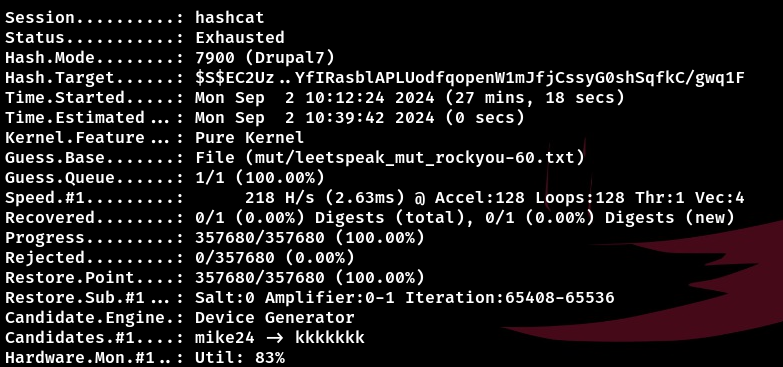 Session..........: hashcat
Status...........: Exhausted
Hash.Mode........: 7900 (Drupal7)
Hash.Target......: $S$EC2Uz..YfIRasblAPLUodfqopenW1mJfjCssyG0shSqfkC/gwq1F
Time.Started.....: Mon Sep  2 10:12:24 2024 (27 mins, 18 secs)
Time.Estimated...: Mon Sep  2 10:39:42 2024 (0 secs)
Kernel.Feature...: Pure Kernel
Guess.Base.......: File (mut/leetspeak_mut_rockyou-60.txt)
Guess.Queue......: 1/1 (100.00%)
Speed.#1.........:      218 H/s (2.63ms) @ Accel:128 Loops:128 Thr:1 Vec:4
Recovered........: 0/1 (0.00%) Digests (total), 0/1 (0.00%) Digests (new)
Progress.........: 357680/357680 (100.00%)
Rejected.........: 0/357680 (0.00%)
Restore.Point....: 357680/357680 (100.00%)
Restore.Sub.#1...: Salt:0 Amplifier:0-1 Iteration:65408-65536
Candidate.Engine.: Device Generator
Candidates.#1....: mike24 -> kkkkkkk
Hardware.Mon.#1..: Util: 83%